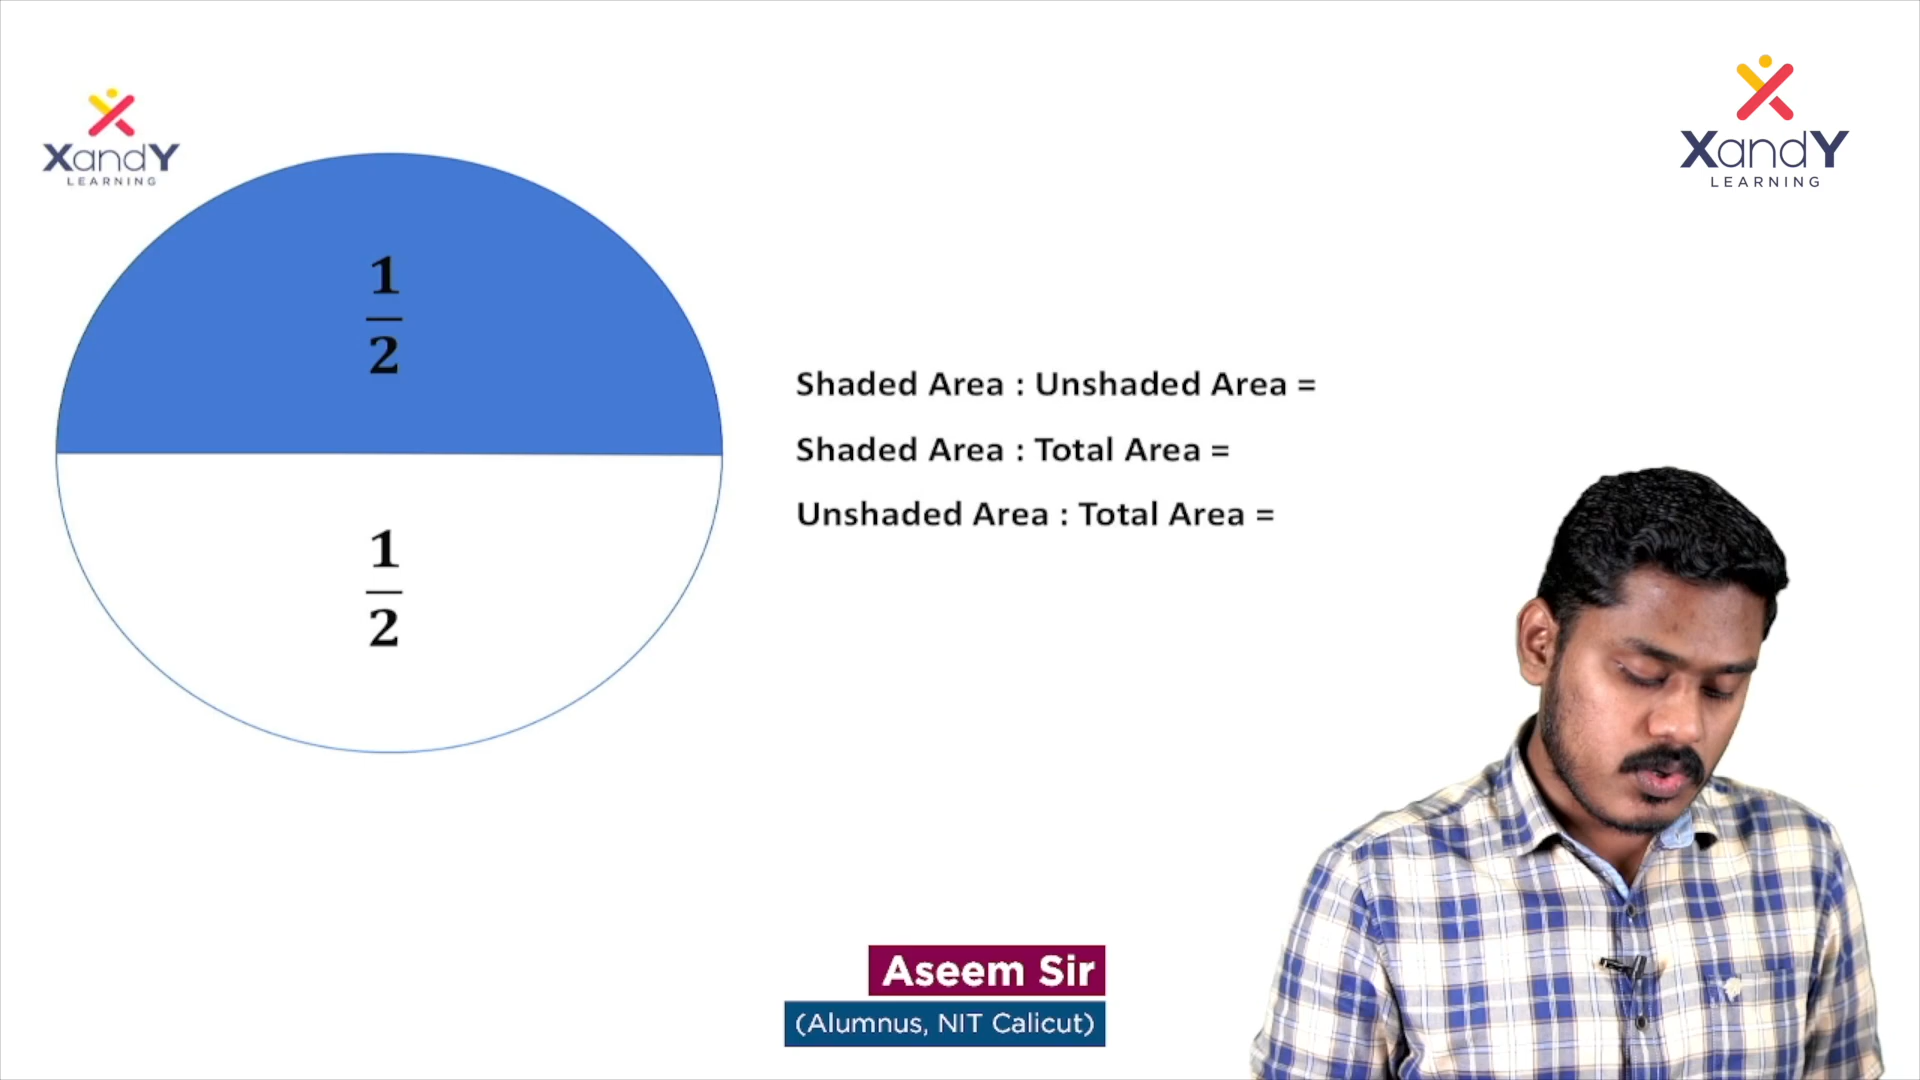 XandY
LEARNING
XandY
LEARNING
1
2
1
2
Shaded Area : Unshaded Area =
Shaded Area : Total Area =
Unshaded Area : Total Area =
Aseem Sir
(Alumnus, NIT Calicut)